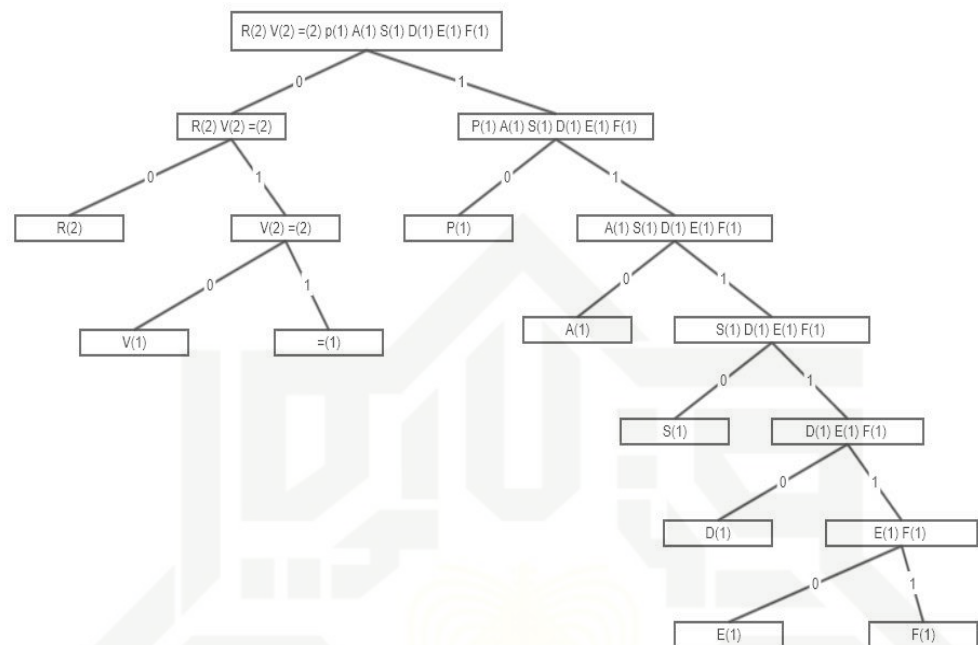 R(2) V(2) =(2) p(1) A(1) S(1) D(1) E(1) F(1)
0
1
R(2) V(2) =(2)
P(1) A(1) S(1) D(1) E(1) F(1)
0
1
0
1
R(2)
V(2) =(2)
P(1)
A(1) S(1) D(1) E(1) F(1)
0
1
0
1
V(1)
=(1)
A(1)
S(1) D(1) E(1) F(1)
0
1
S(1)
D(1) E(1) F(1)
0
1
D(1)
E(1) F(1)
0
1
E(1)
F(1)